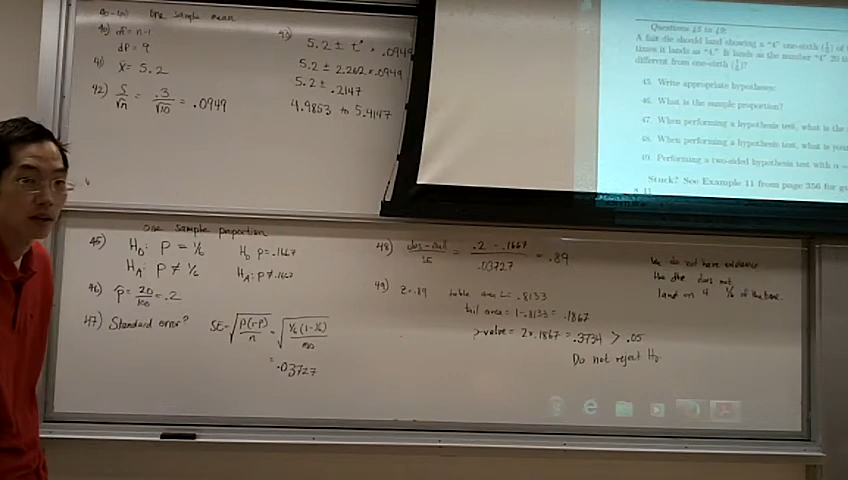 one sample mean
40) df = n-1
df = 9
41) x̄ = 5.2
42) s/√n = .3/√10 = .0949
43) 5.2 ± t* × .0949
5.2 ± 2.262 × .0949
5.2 ± .2147
4.9853 to 5.4147
Questions 45 to 49:
A fair die should land showing a "4" one-sixth (1/6) of
times it lands as "4." It lands as the number "4" 20
different from one-sixth (1/6)?
45. Write appropriate hypotheses:
46. What is the sample proportion?
47. When performing a hypothesis test, what is the
48. When performing a hypothesis test, what is you
49. Performing a two-sided hypothesis test with α
Stuck? See Example 11 from page 356 for
one sample proportion
45) H₀: P = 1/6 H₀ P = .1667
Hₐ: P ≠ 1/6 Hₐ: P ≠ .1667
46) p̂ = 20/100 = .2
47) Standard error? SE = √(P(1-P)/n) = √(1/6(1-1/6)/100)
= .03727
48) obs-null/SE = .2 - .1667/.03727 = .89
49) z = .89 table area L = .8133
tail area = 1 - .8133 = .1867
p-value = 2 × .1867 = .3734 > .05
Do not reject H₀
We do not have evidence
the die does not
land on 4 1/6 of the time.